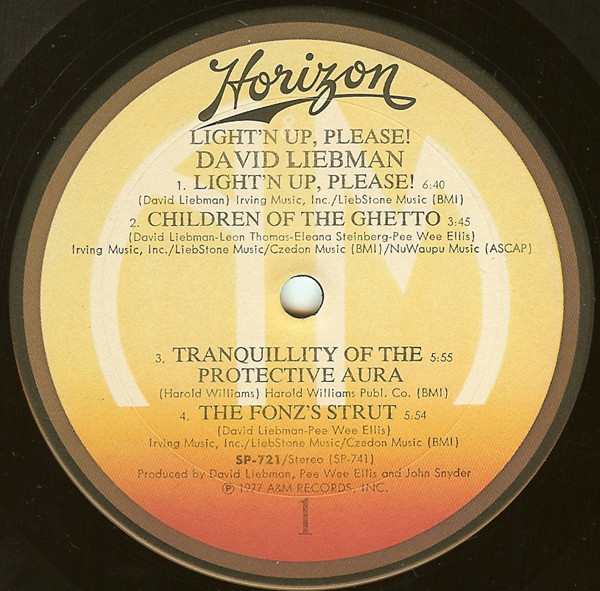 Horizon
LIGHT'N UP, PLEASE!
DAVID LIEBMAN
1. LIGHT'N UP, PLEASE! 6:40
(David Liebman) Irving Music, Inc./LiebStone Music (BMI)
2. CHILDREN OF THE GHETTO 3:45
(David Liebman-Leon Thomas-Eleana Steinberg-Pee Wee Ellis)
Irving Music, Inc./LiebStone Music/Czedon Music (BMI)/NuWaupu Music (ASCAP)
3. TRANQUILLITY OF THE 5:55
PROTECTIVE AURA
(Harold Williams) Harold Williams Publ. Co. (BMI)
4. THE FONZ'S STRUT 5:54
(David Liebman-Pee Wee Ellis)
Irving Music, Inc./LiebStone Music/Czedon Music (BMI)
SP-721/Stereo (SP-741)
Produced by David Liebman, Pee Wee Ellis and John Snyder
℗ 1977 A&M RECORDS, INC.
1